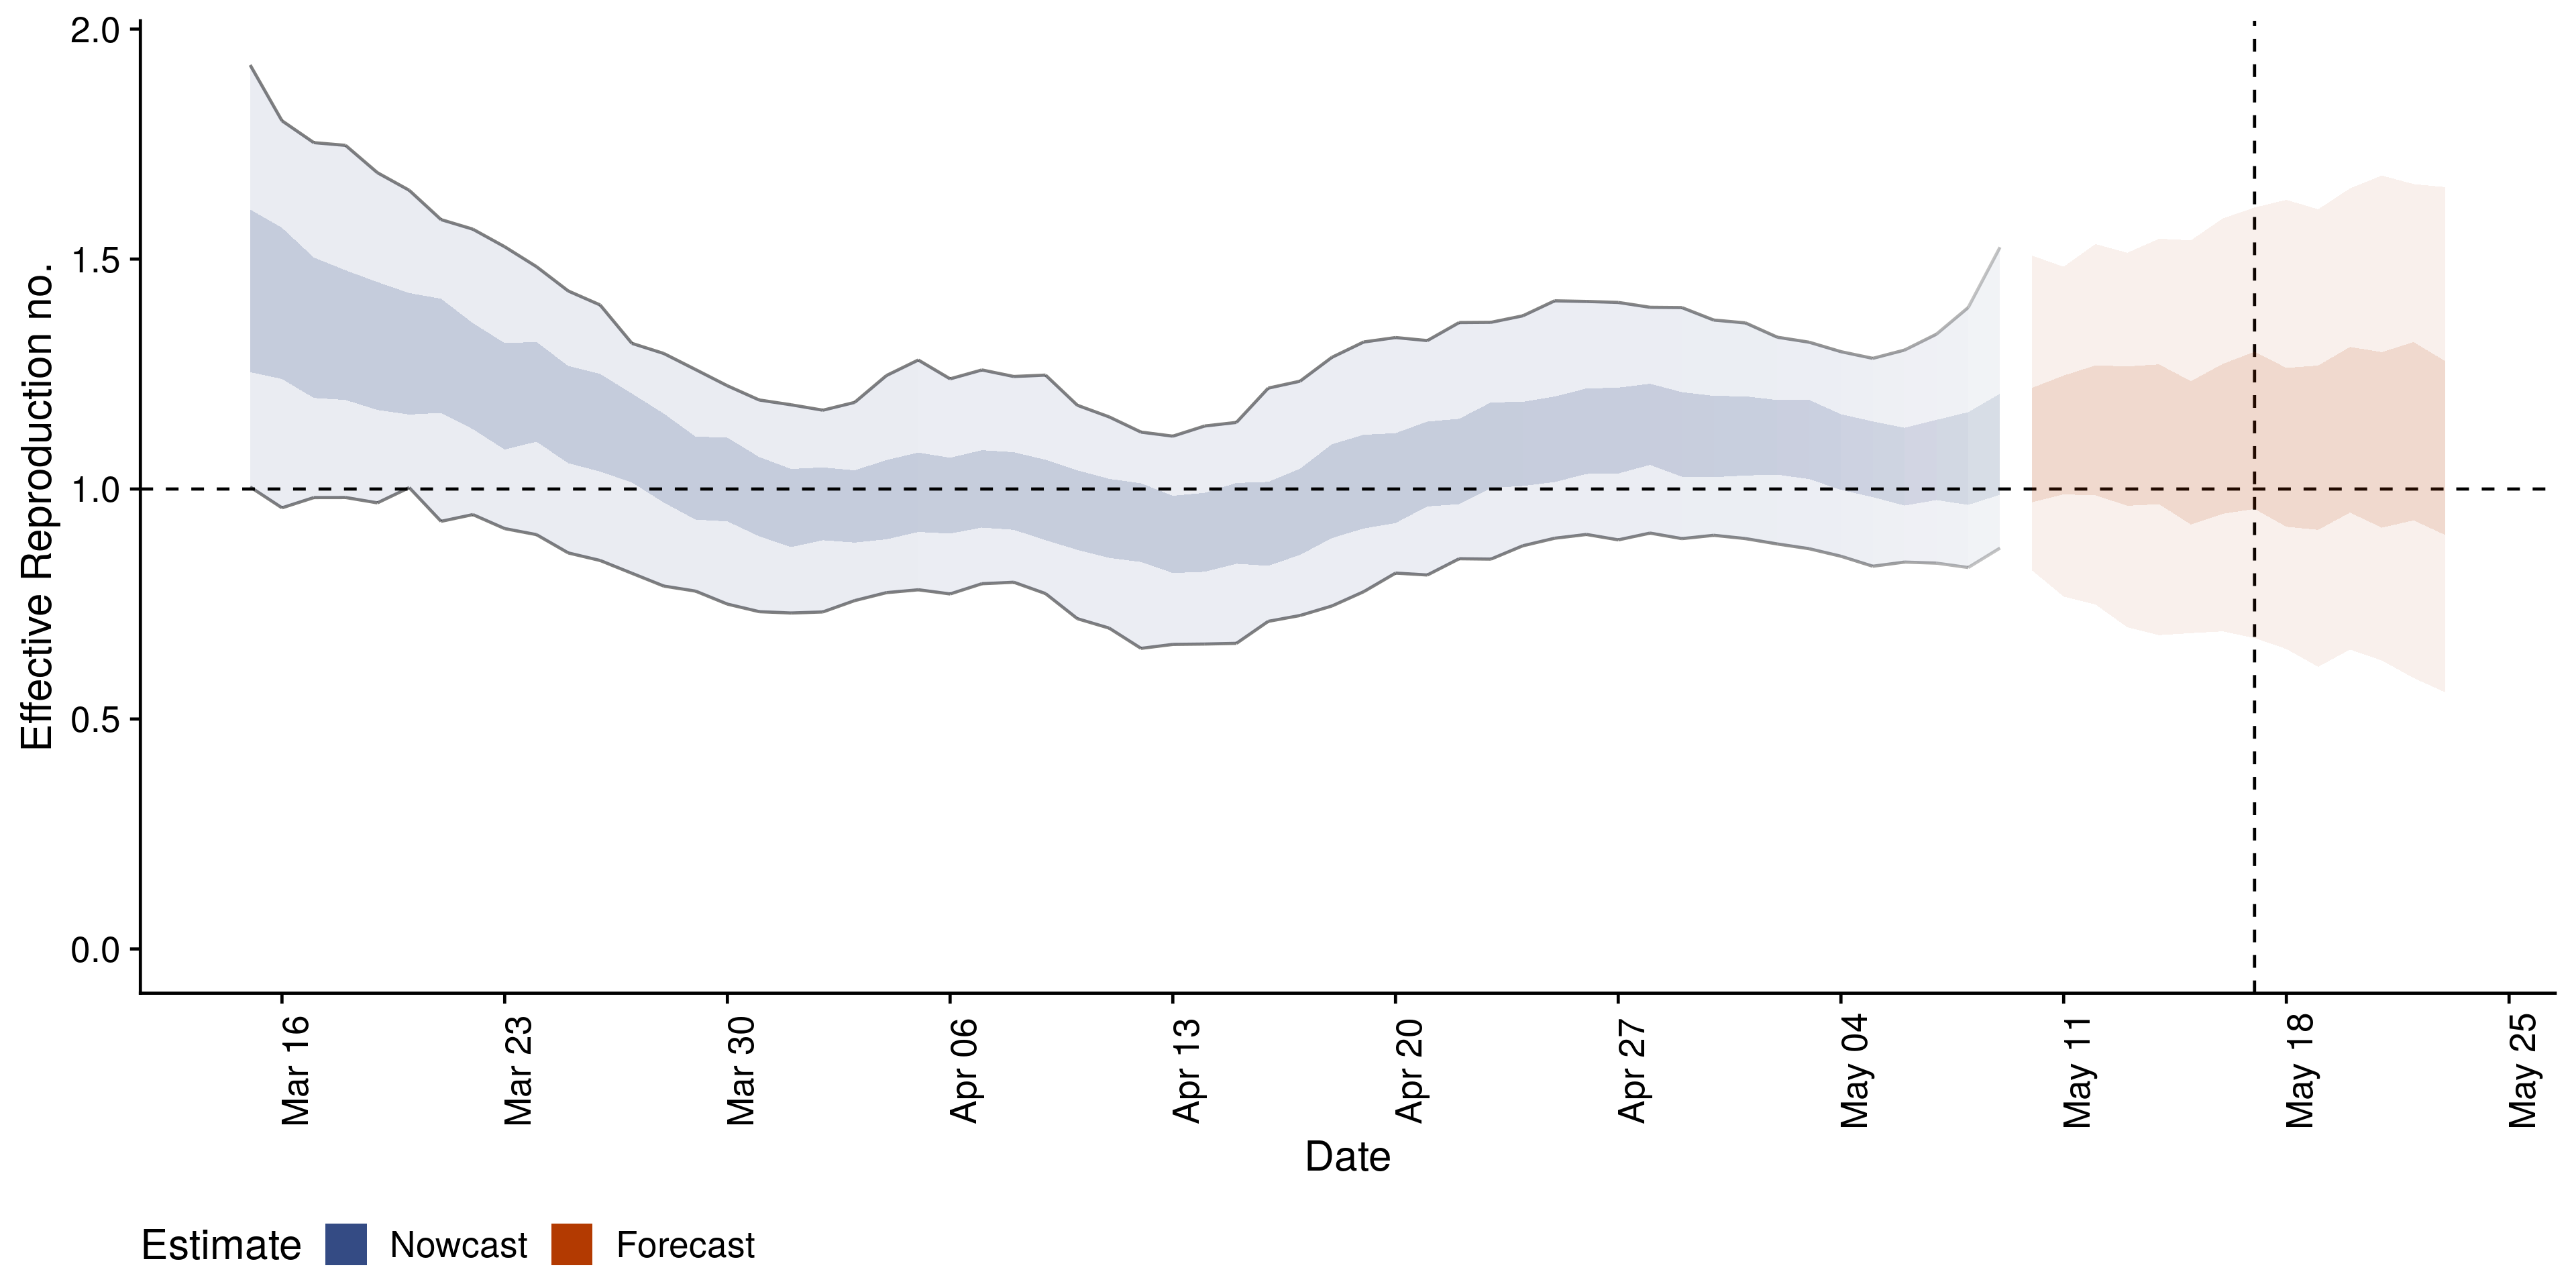 Effective Reproduction no.
2.0
1.5
1.0
0.5
0.0
Mar 16
Mar 23
Mar 30
Apr 06
Apr 13
Apr 20
Apr 27
May 04
May 11
May 18
May 25
Date
Estimate Nowcast Forecast